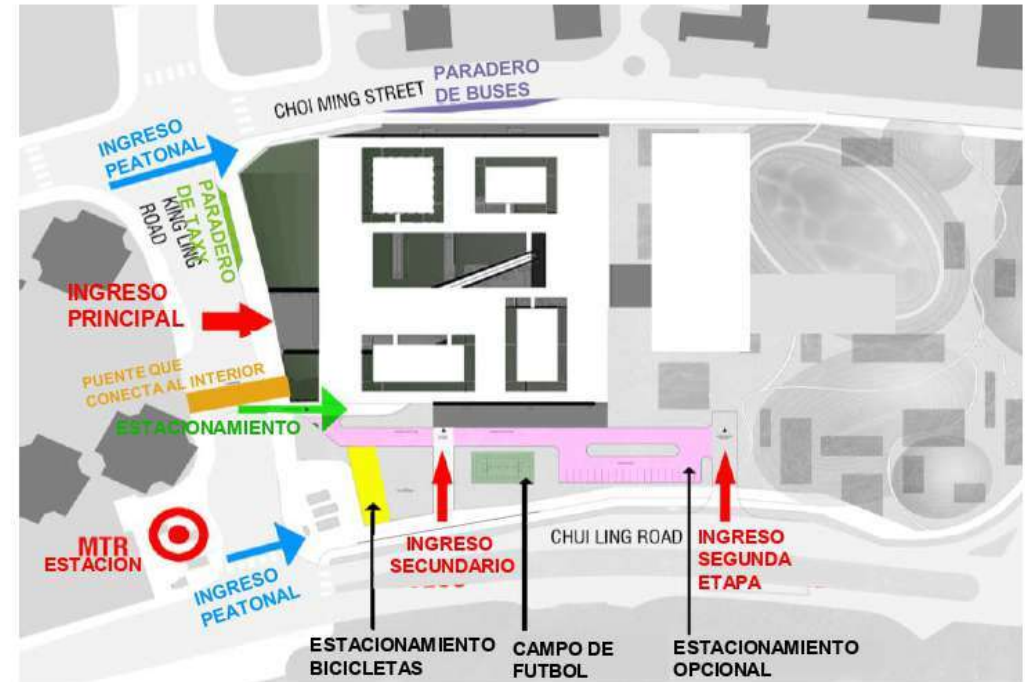 PARADERO
DE BUSES
CHOI MING STREET
INGRESO
PEATONAL
PARADERO
DE TAXY
KING LING
ROAD
INGRESO
PRINCIPAL
PUENTE QUE
CONECTA AL INTERIOR
ESTACIONAMIENTO
MTR
ESTACION
INGRESO
PEATONAL
INGRESO
SECUNDARIO
CHUI LING ROAD
INGRESO
SEGUNDA
ETAPA
ESTACIONAMIENTO
BICICLETAS
CAMPO DE
FUTBOL
ESTACIONAMIENTO
OPCIONAL